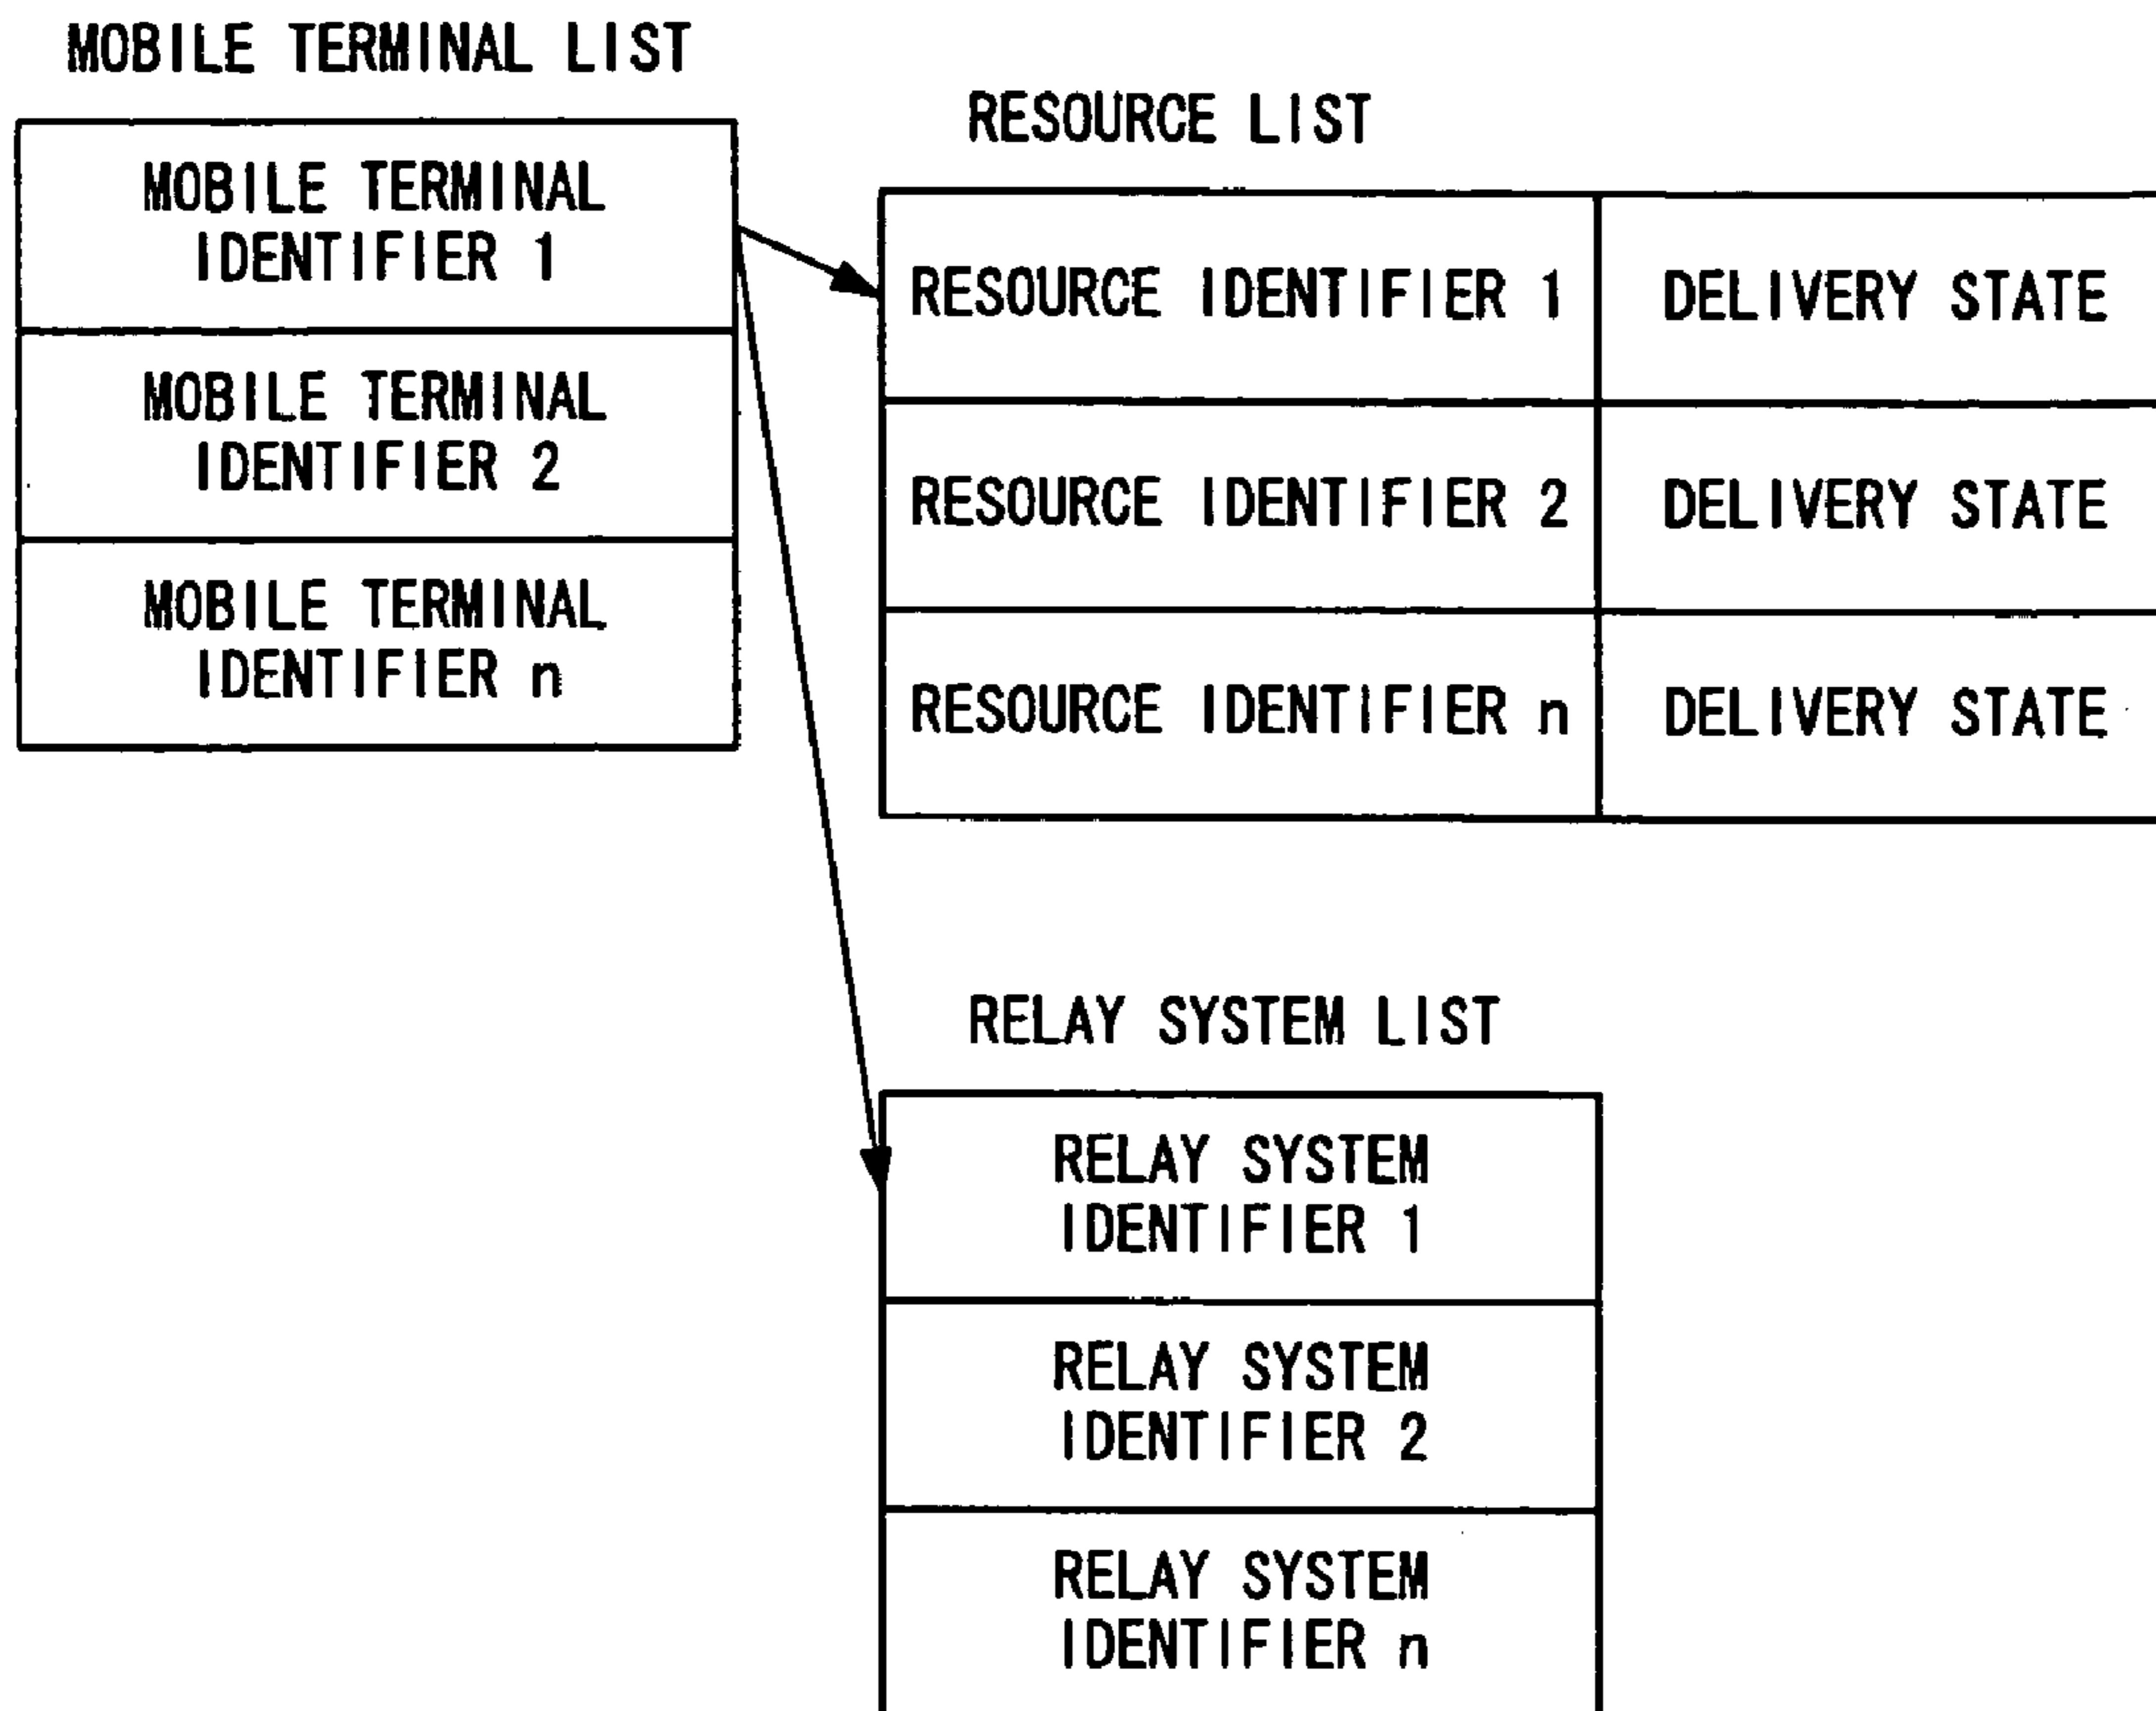 MOBILE TERMINAL LIST
MOBILE TERMINAL
IDENTIFIER 1
MOBILE TERMINAL
IDENTIFIER 2
MOBILE TERMINAL
IDENTIFIER n
RESOURCE LIST
RESOURCE IDENTIFIER 1 DELIVERY STATE
RESOURCE IDENTIFIER 2 DELIVERY STATE
RESOURCE IDENTIFIER n DELIVERY STATE
RELAY SYSTEM LIST
RELAY SYSTEM
IDENTIFIER 1
RELAY SYSTEM
IDENTIFIER 2
RELAY SYSTEM
IDENTIFIER n